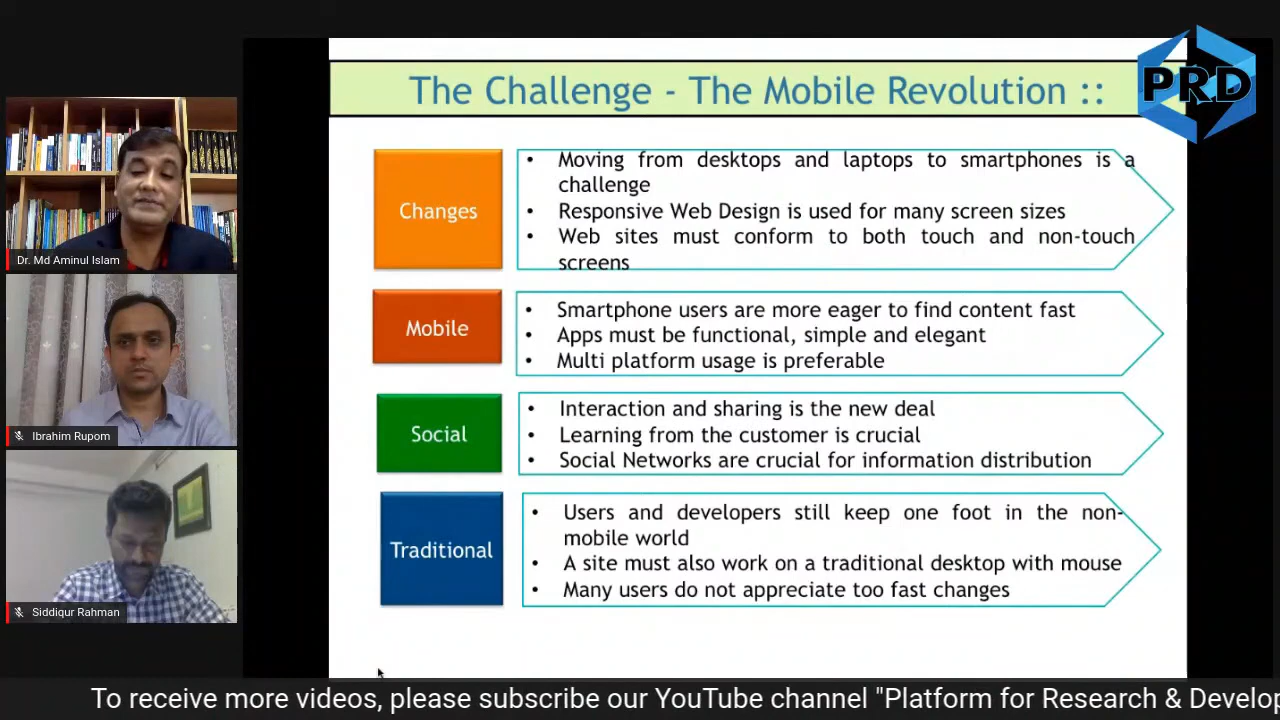 The Challenge - The Mobile Revolution ::
PRD
Changes
• Moving from desktops and laptops to smartphones is a
challenge
• Responsive Web Design is used for many screen sizes
• Web sites must conform to both touch and non-touch
screens
Mobile
• Smartphone users are more eager to find content fast
• Apps must be functional, simple and elegant
• Multi platform usage is preferable
Social
• Interaction and sharing is the new deal
• Learning from the customer is crucial
• Social Networks are crucial for information distribution
Traditional
• Users and developers still keep one foot in the non-
mobile world
• A site must also work on a traditional desktop with mouse
• Many users do not appreciate too fast changes
Dr. Md Aminul Islam
Ibrahim Rupom
Siddiqur Rahman
To receive more videos, please subscribe our YouTube channel "Platform for Research & Develop